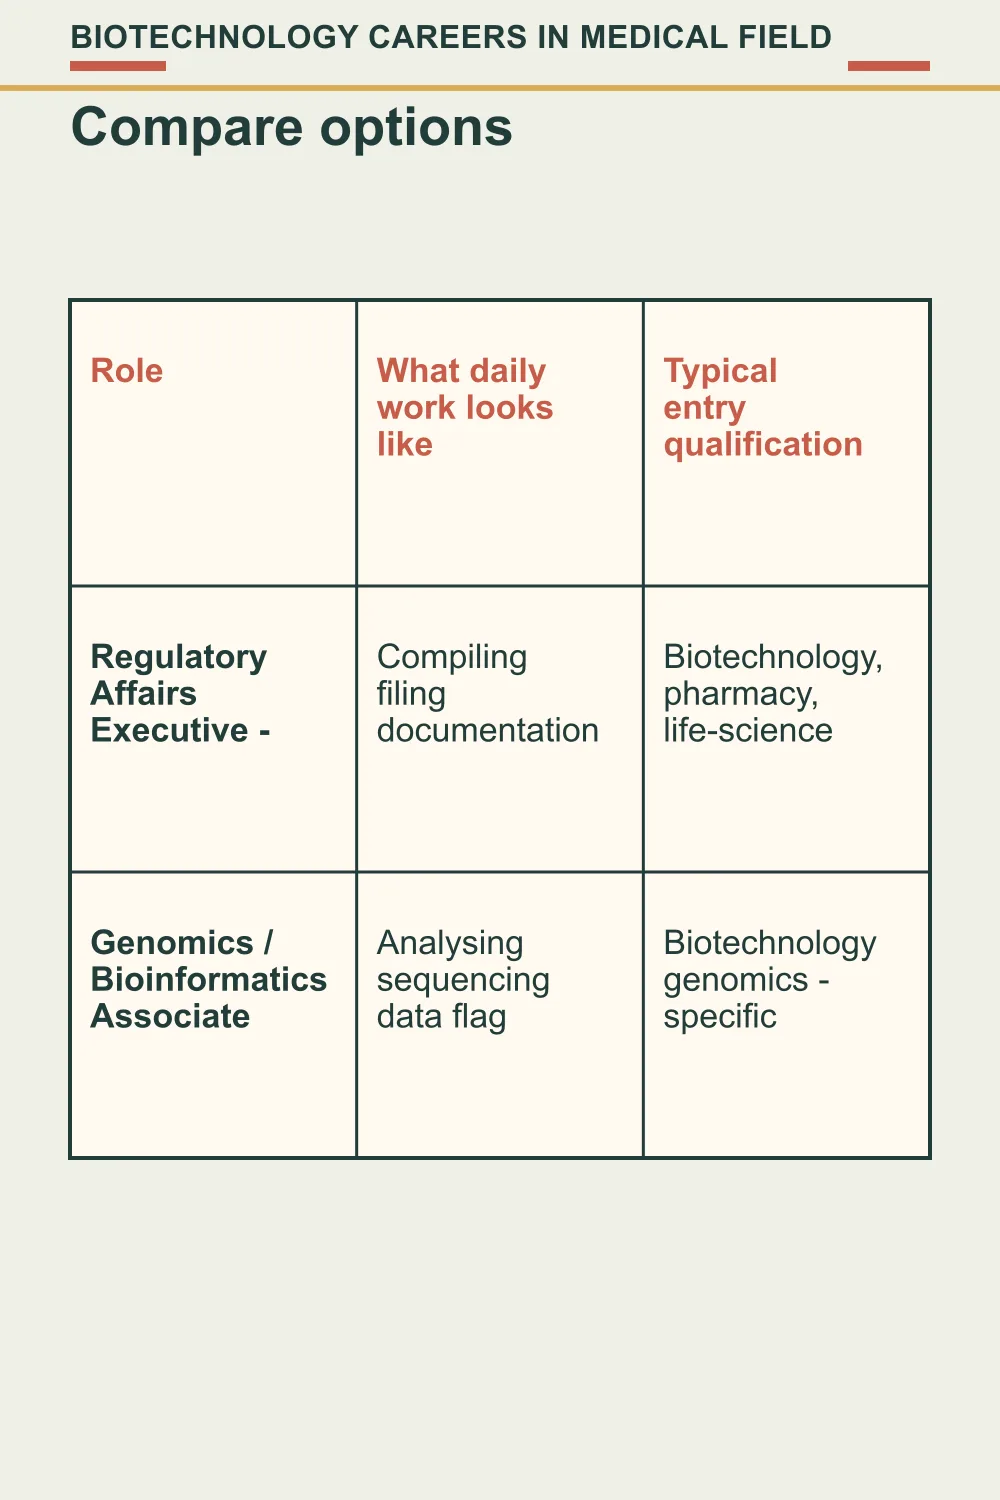 BIOTECHNOLOGY CAREERS IN MEDICAL FIELD
Compare options
Role
What daily
work looks
like
Typical
entry
qualification
Regulatory
Affairs
Executive -
Compiling
filing
documentation
Biotechnology,
pharmacy,
life-science
Genomics /
Bioinformatics
Associate
Analysing
sequencing
data flag
Biotechnology
genomics -
specific